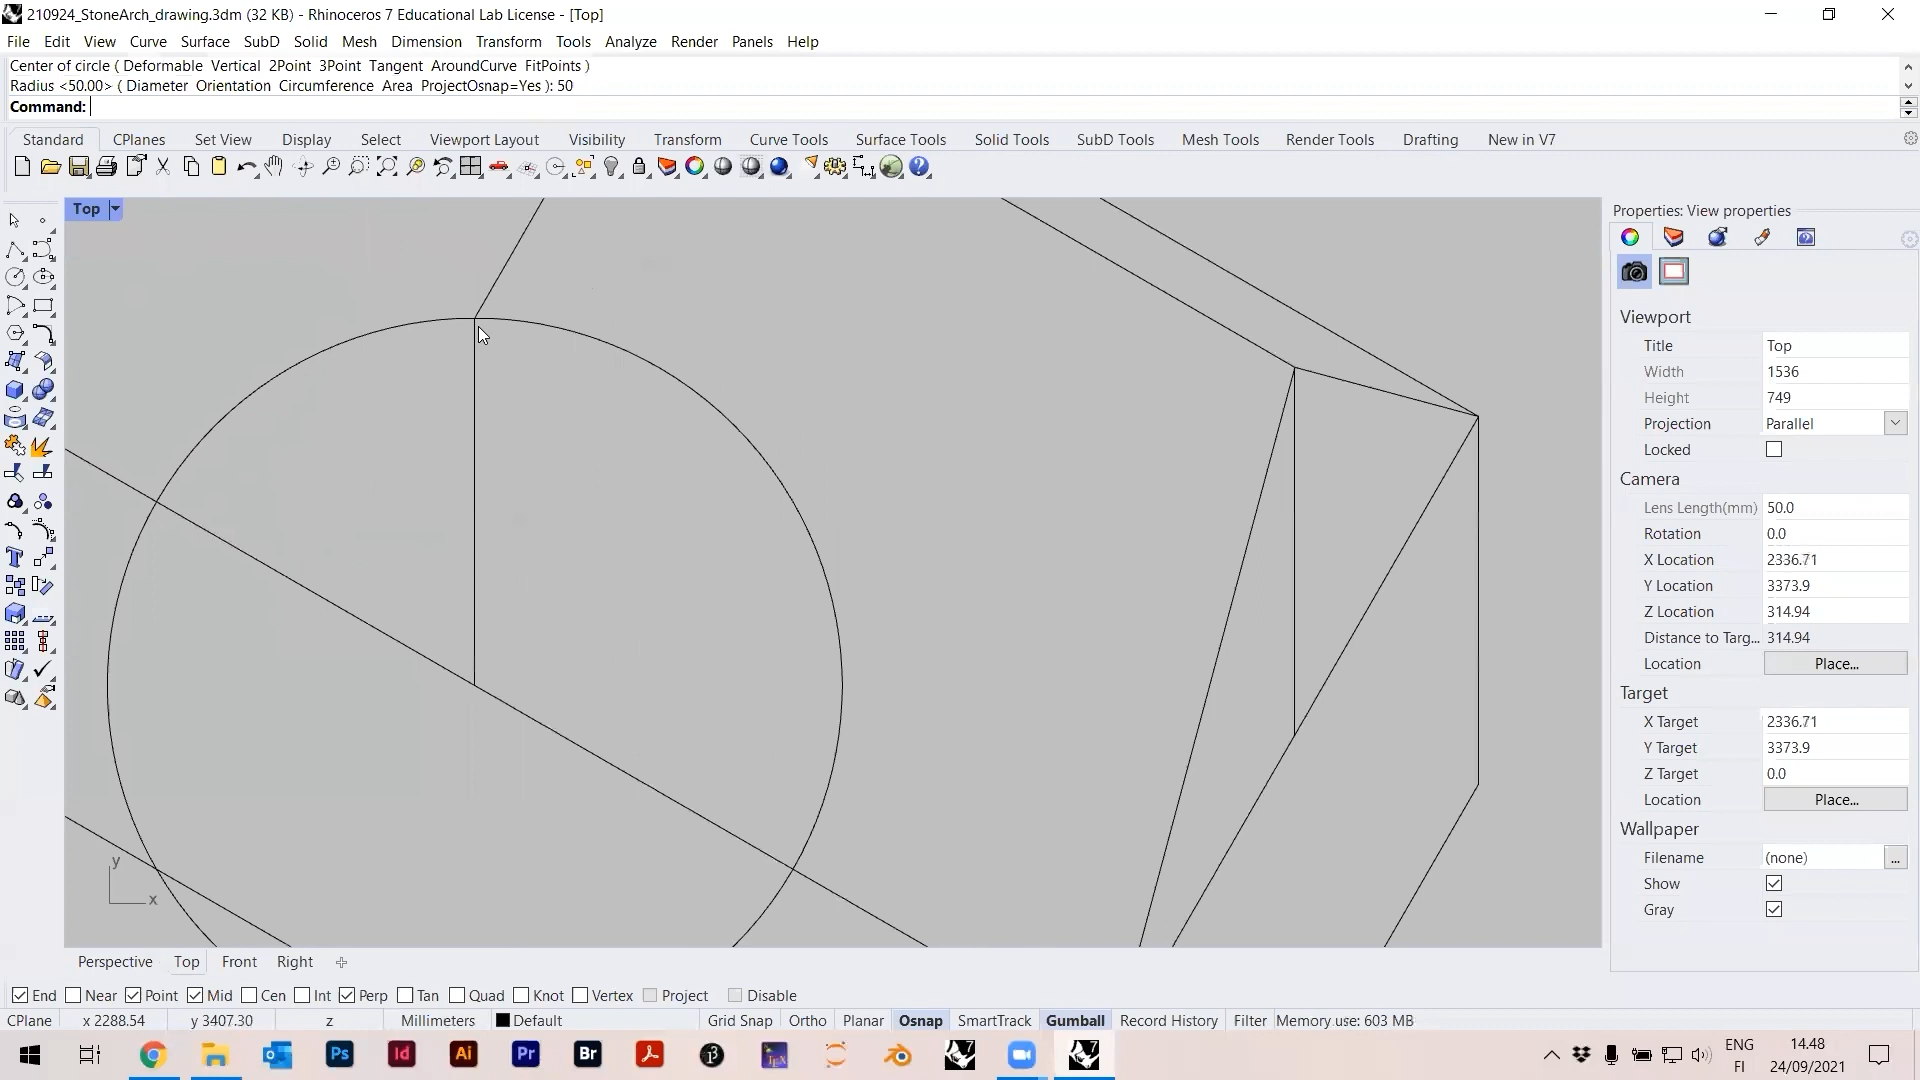 210924_StoneArch_drawing.3dm (32 KB) - Rhinoceros 7 Educational Lab License - [Top]
File Edit View Curve Surface SubD Solid Mesh Dimension Transform Tools Analyze Render Panels Help
Center of circle ( Deformable Vertical 2Point 3Point Tangent AroundCurve FitPoints )
Radius <50.00> ( Diameter Orientation Circumference Area ProjectOsnap=Yes ): 50
Command:
Standard CPlanes Set View Display Select Viewport Layout Visibility Transform Curve Tools Surface Tools Solid Tools SubD Tools Mesh Tools Render Tools Drafting New in V7
Top
Properties: View properties
Viewport
Title Top
Width 1536
Height 749
Projection Parallel
Locked
Camera
Lens Length(mm) 50.0
Rotation 0.0
X Location 2336.71
Y Location 3373.9
Z Location 314.94
Distance to Targ... 314.94
Location Place...
Target
X Target 2336.71
Y Target 3373.9
Z Target 0.0
Location Place...
Wallpaper
Filename (none) ...
Show
Gray
y
x
Perspective Top Front Right
End Near Point Mid Cen Int Perp Tan Quad Knot Vertex Project Disable
CPlane x 2288.54 y 3407.30 z Millimeters Default Grid Snap Ortho Planar Osnap SmartTrack Gumball Record History Filter Memory use: 603 MB
Ps Id Ai Pr Br
ENG
FI
14.48
24/09/2021